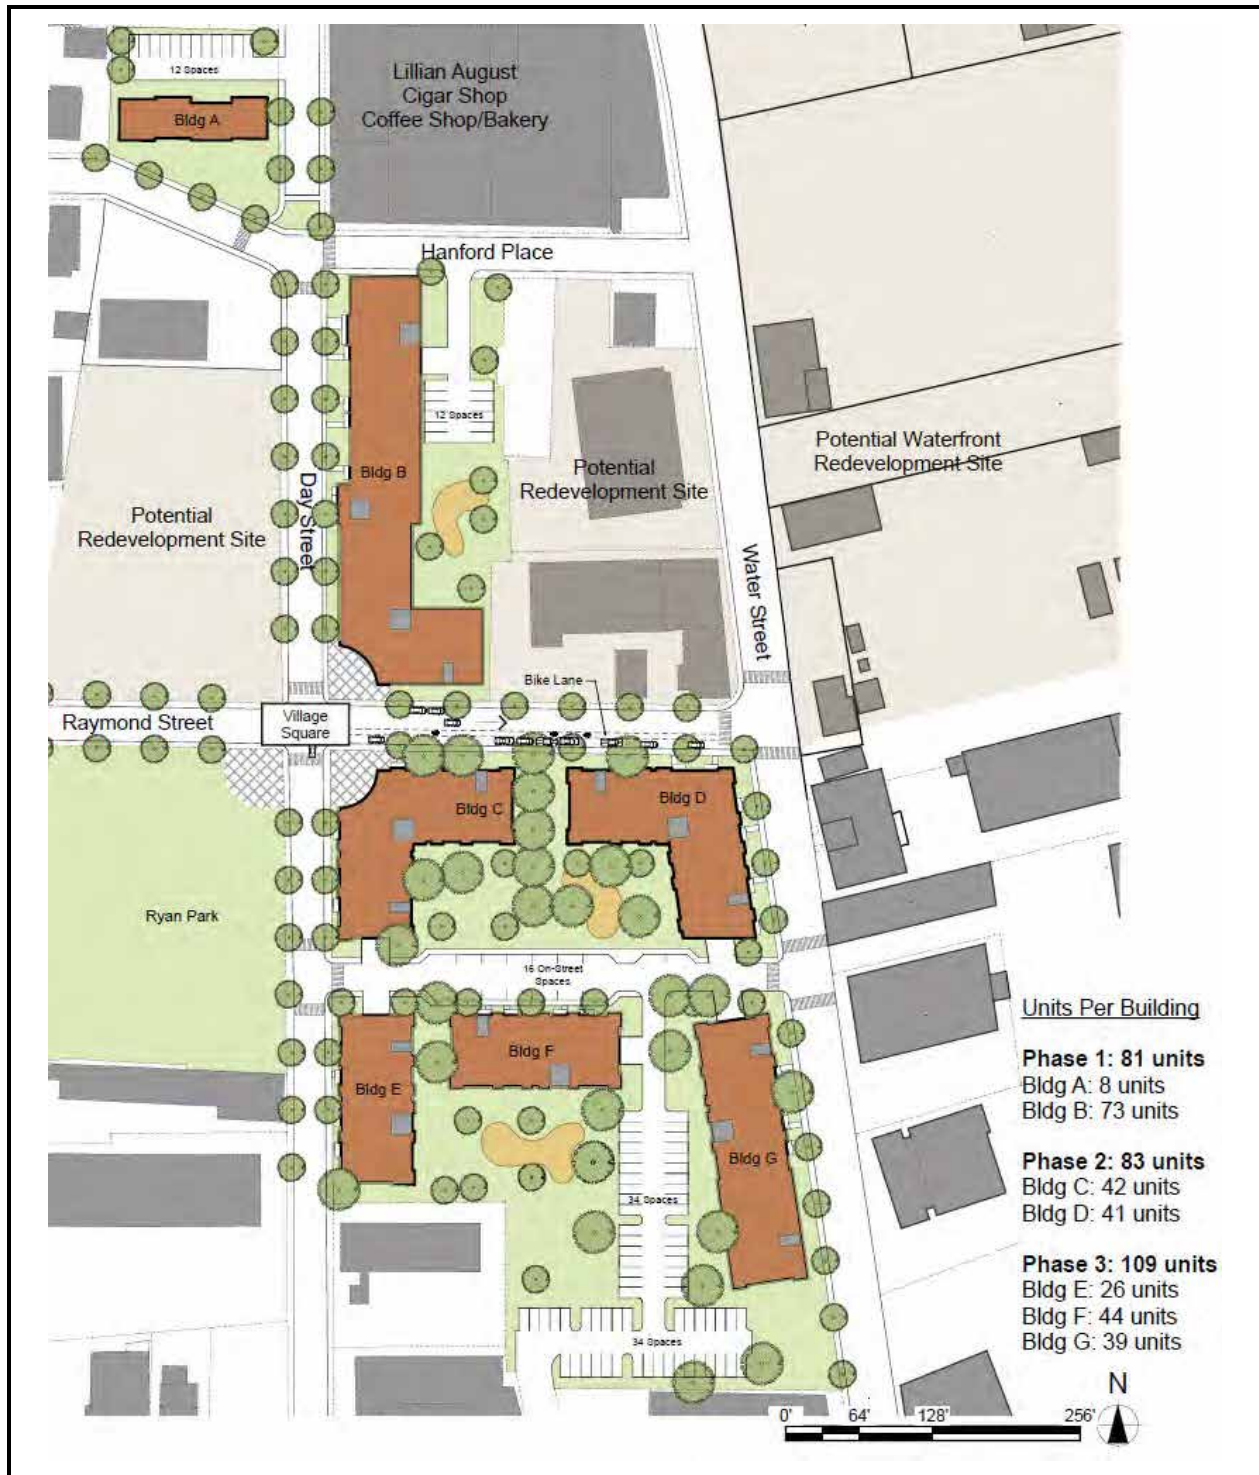 12 Spaces
Bldg A
Lillian August
Cigar Shop
Coffee Shop/Bakery
Hanford Place
12 Spaces
Bldg B
Day Street
Potential
Redevelopment Site
Potential
Redevelopment Site
Potential Waterfront
Redevelopment Site
Water Street
Bike Lane
Raymond Street
Village
Square
Bldg C
Bldg D
Ryan Park
16 On-Street
Spaces
Bldg E
Bldg F
Bldg G
34 Spaces
34 Spaces
Units Per Building
Phase 1: 81 units
Bldg A: 8 units
Bldg B: 73 units
Phase 2: 83 units
Bldg C: 42 units
Bldg D: 41 units
Phase 3: 109 units
Bldg E: 26 units
Bldg F: 44 units
Bldg G: 39 units
N
0' 64' 128' 256'